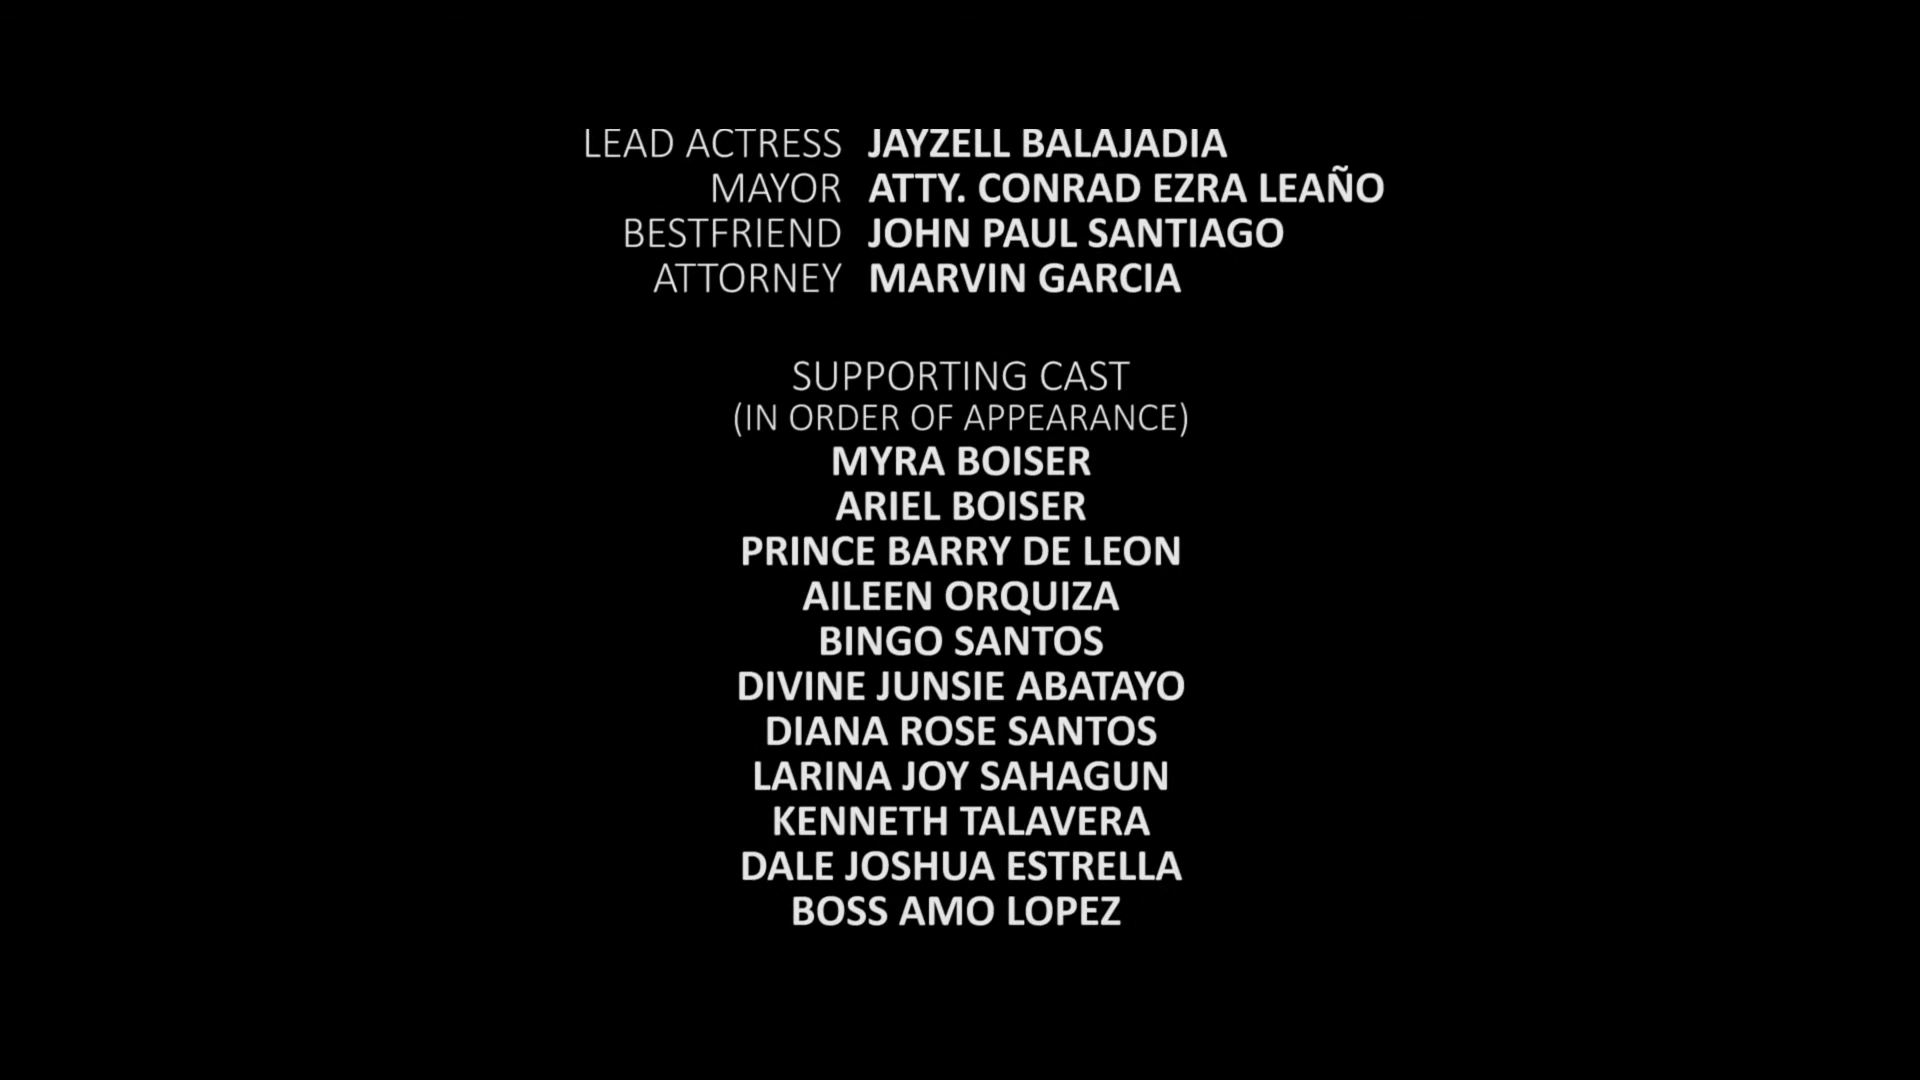 LEAD ACTRESS JAYZELL BALAJADIA
MAYOR ATTY. CONRAD EZRA LEAÑO
BESTFRIEND JOHN PAUL SANTIAGO
ATTORNEY MARVIN GARCIA
SUPPORTING CAST
(IN ORDER OF APPEARANCE)
MYRA BOISER
ARIEL BOISER
PRINCE BARRY DE LEON
AILEEN ORQUIZA
BINGO SANTOS
DIVINE JUNSIE ABATAYO
DIANA ROSE SANTOS
LARINA JOY SAHAGUN
KENNETH TALAVERA
DALE JOSHUA ESTRELLA
BOSS AMO LOPEZ